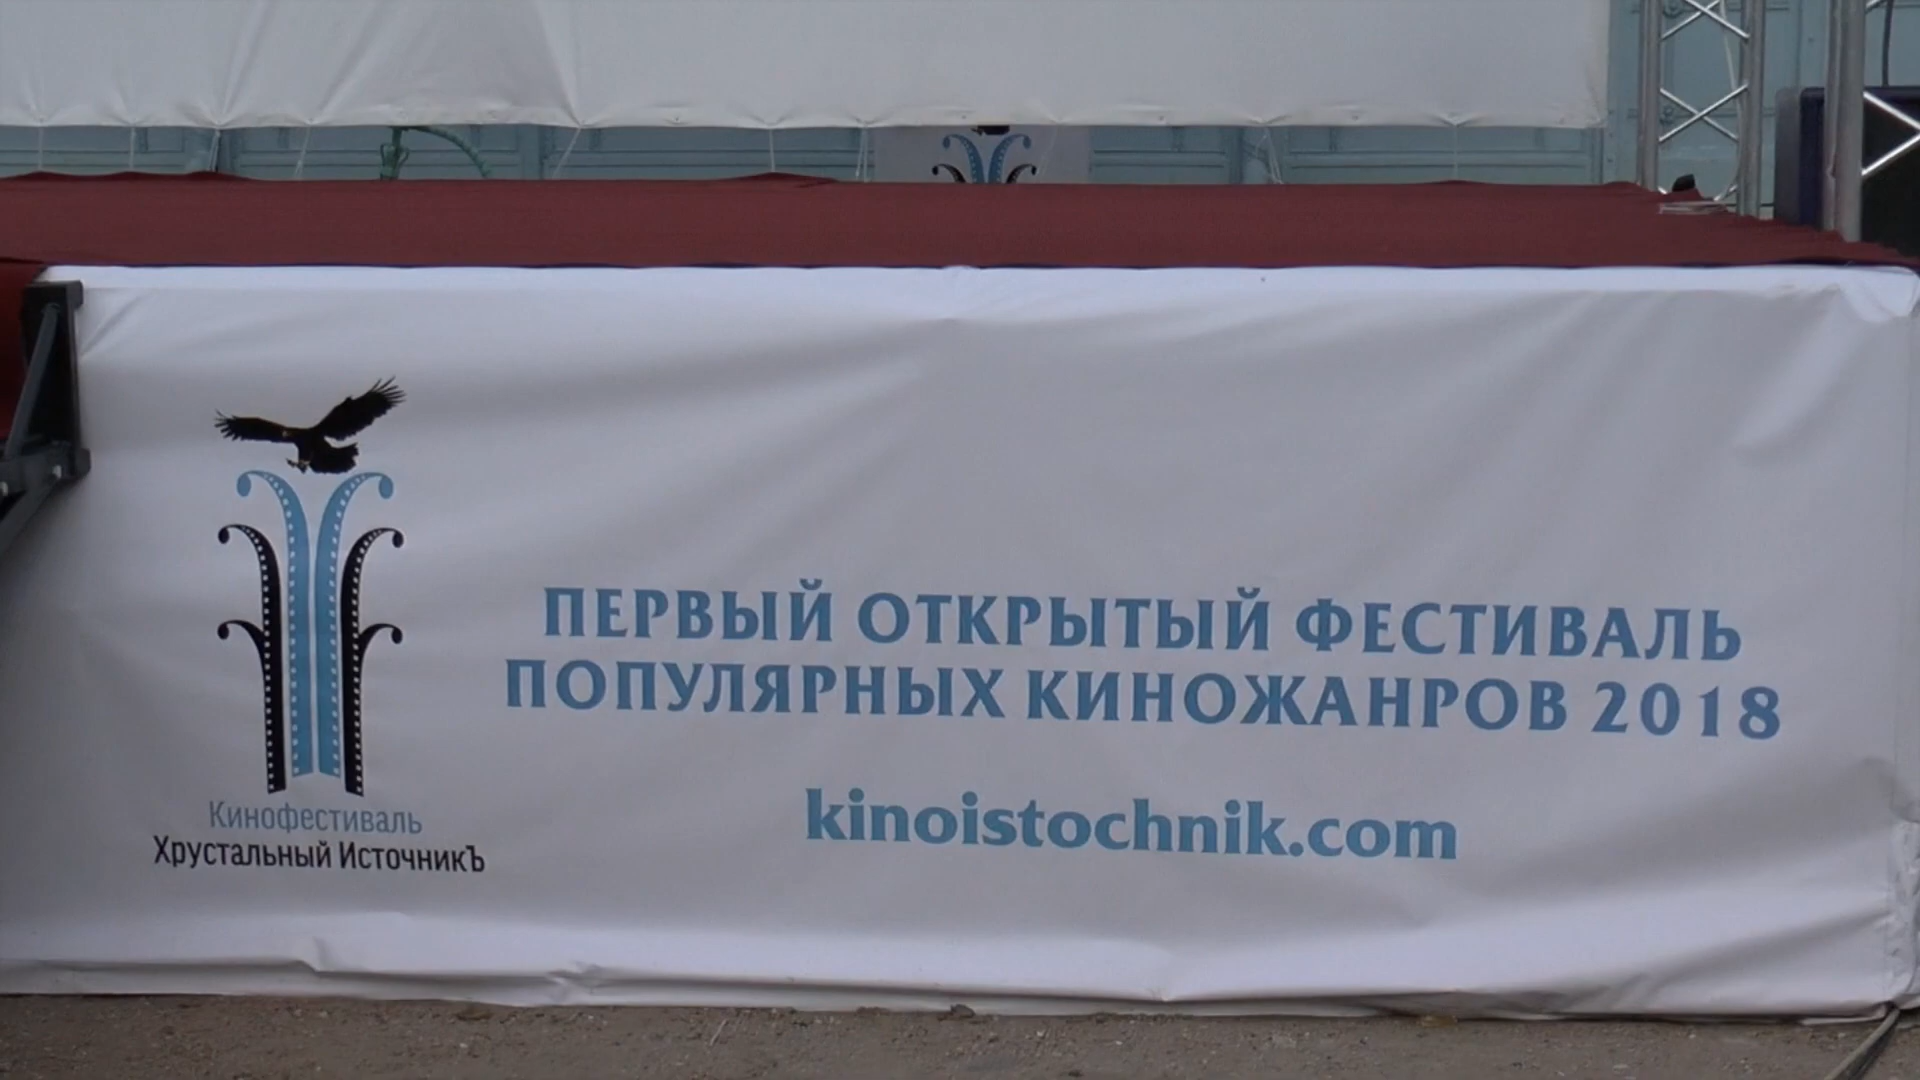 ПЕРВЫЙ ОТКРЫТЫЙ ФЕСТИВАЛЬ
ПОПУЛЯРНЫХ КИНОЖАНРОВ 2018
kinoistochnik.com
Кинофестиваль
Хрустальный ИсточникЪ